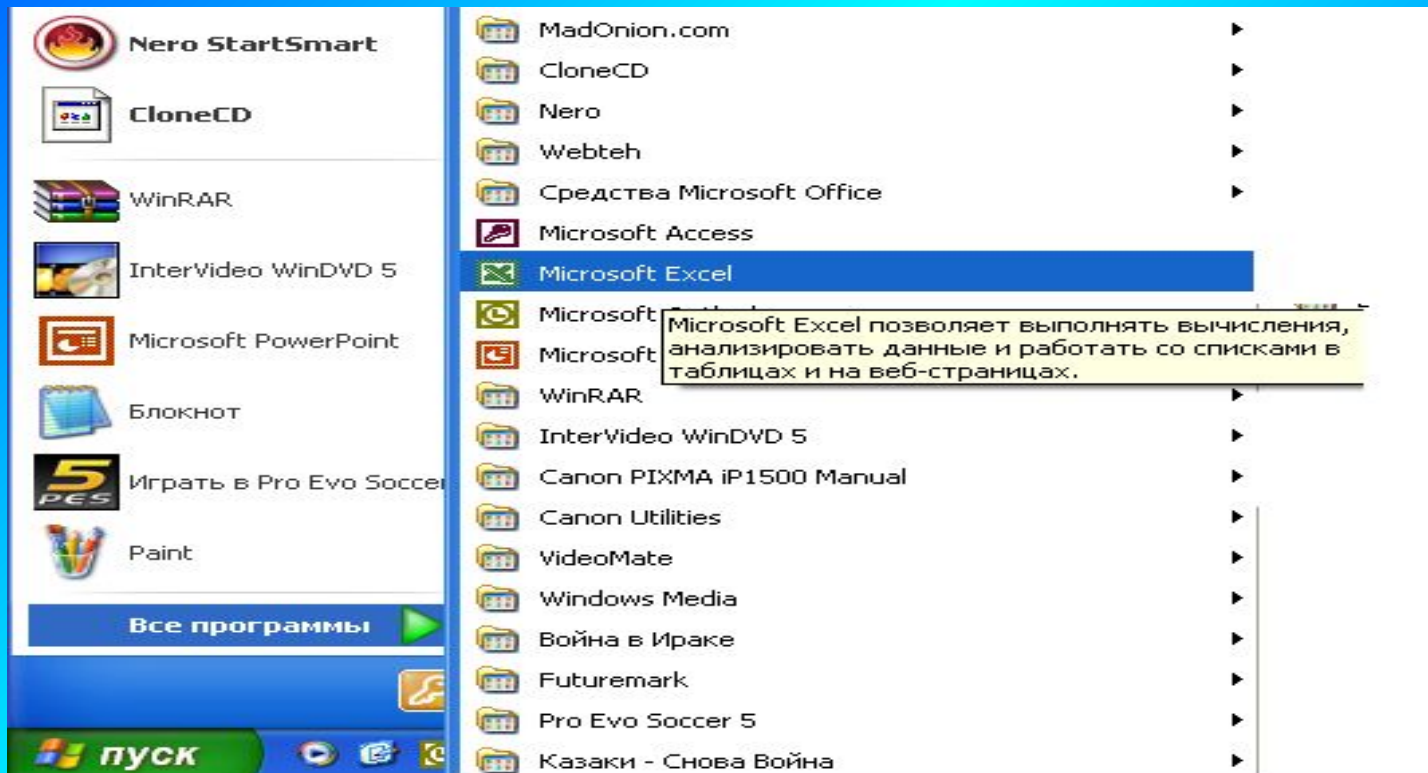 Nero StartSmart
CloneCD
WinRAR
InterVideo WinDVD 5
Microsoft PowerPoint
Блокнот
5
PES
Играть в Pro Evo Soccer
Paint
Все программы
пуск
MadOnion.com
CloneCD
Nero
Webteh
Средства Microsoft Office
Microsoft Access
Microsoft Excel
Microsoft
Microsoft Excel позволяет выполнять вычисления,
анализировать данные и работать со списками в
таблицах и на веб-страницах.
Microsoft
WinRAR
InterVideo WinDVD 5
Canon PIXMA iP1500 Manual
Canon Utilities
VideoMate
Windows Media
Война в Ираке
Futuremark
Pro Evo Soccer 5
Казаки - Снова Война